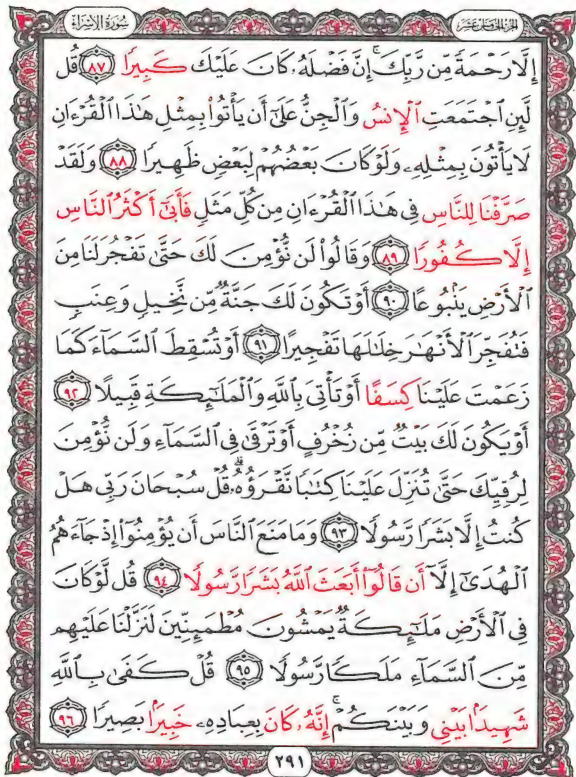 سُورَةُ الإِسْرَاءِ
الجزء الخامس عشر
إِلَّا رَحْمَةً مِّن رَّبِّكَ ۚ إِنَّ فَضْلَهُۥ كَانَ عَلَيْكَ كَبِيرًا ٨٧ قُل
لَّئِنِ ٱجْتَمَعَتِ ٱلْإِنسُ وَٱلْجِنُّ عَلَىٰٓ أَن يَأْتُوا۟ بِمِثْلِ هَٰذَا ٱلْقُرْءَانِ
لَا يَأْتُونَ بِمِثْلِهِۦ وَلَوْ كَانَ بَعْضُهُمْ لِبَعْضٍ ظَهِيرًا ٨٨ وَلَقَدْ
صَرَّفْنَا لِلنَّاسِ فِى هَٰذَا ٱلْقُرْءَانِ مِن كُلِّ مَثَلٍ فَأَبَىٰٓ أَكْثَرُ ٱلنَّاسِ
إِلَّا كُفُورًا ٨٩ وَقَالُوا۟ لَن نُّؤْمِنَ لَكَ حَتَّىٰ تَفْجُرَ لَنَا مِنَ
ٱلْأَرْضِ يَنۢبُوعًا ٩٠ أَوْ تَكُونَ لَكَ جَنَّةٌ مِّن نَّخِيلٍ وَعِنَبٍ
فَتُفَجِّرَ ٱلْأَنْهَٰرَ خِلَٰلَهَا تَفْجِيرًا ٩١ أَوْ تُسْقِطَ ٱلسَّمَآءَ كَمَا
زَعَمْتَ عَلَيْنَا كِسَفًا أَوْ تَأْتِىَ بِٱللَّهِ وَٱلْمَلَٰٓئِكَةِ قَبِيلًا ٩٢
أَوْ يَكُونَ لَكَ بَيْتٌ مِّن زُخْرُفٍ أَوْ تَرْقَىٰ فِى ٱلسَّمَآءِ وَلَن نُّؤْمِنَ
لِرُقِيِّكَ حَتَّىٰ تُنَزِّلَ عَلَيْنَا كِتَٰبًا نَّقْرَؤُهُۥ ۗ قُلْ سُبْحَانَ رَبِّى هَلْ
كُنتُ إِلَّا بَشَرًا رَّسُولًا ٩٣ وَمَا مَنَعَ ٱلنَّاسَ أَن يُؤْمِنُوٓا۟ إِذْ جَآءَهُمُ
ٱلْهُدَىٰٓ إِلَّآ أَن قَالُوٓا۟ أَبَعَثَ ٱللَّهُ بَشَرًا رَّسُولًا ٩٤ قُل لَّوْ كَانَ
فِى ٱلْأَرْضِ مَلَٰٓئِكَةٌ يَمْشُونَ مُطْمَئِنِّينَ لَنَزَّلْنَا عَلَيْهِم
مِّنَ ٱلسَّمَآءِ مَلَكًا رَّسُولًا ٩٥ قُلْ كَفَىٰ بِٱللَّهِ
شَهِيدًۢا بَيْنِى وَبَيْنَكُمْ ۚ إِنَّهُۥ كَانَ بِعِبَادِهِۦ خَبِيرًۢا بَصِيرًا ٩٦
٢٩١